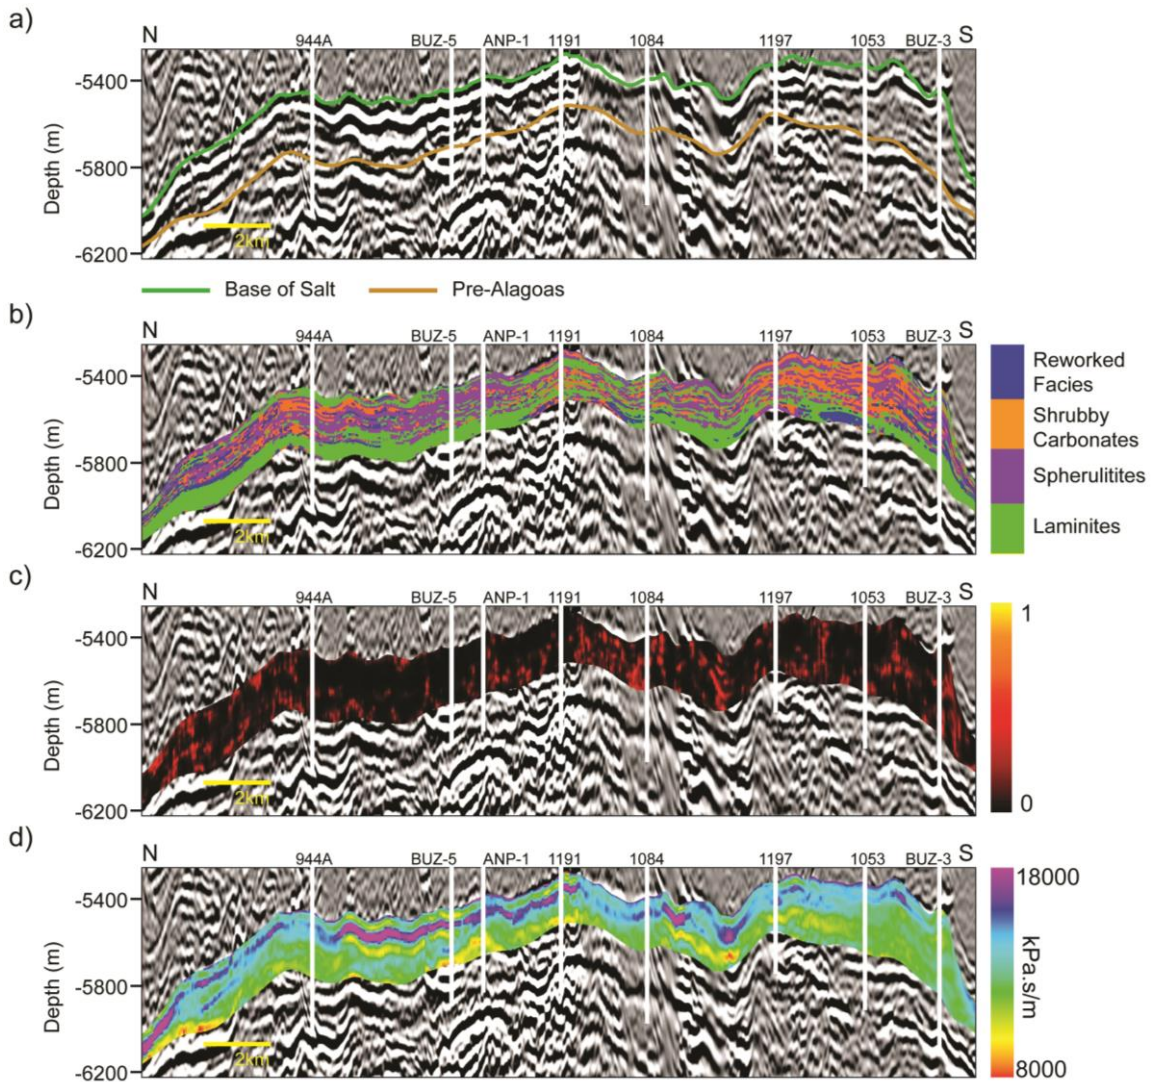 a)
N 944A BUZ-5 ANP-1 1191 1084 1197 1053 BUZ-3 S
-5400
-5800
-6200
Depth (m)
2km
Base of Salt Pre-Alagoas
b)
N 944A BUZ-5 ANP-1 1191 1084 1197 1053 BUZ-3 S
-5400
-5800
-6200
Depth (m)
2km
Reworked
Facies
Shrubby
Carbonates
Spherulitites
Laminites
c)
N 944A BUZ-5 ANP-1 1191 1084 1197 1053 BUZ-3 S
-5400
-5800
-6200
Depth (m)
2km
1
0
d)
N 944A BUZ-5 ANP-1 1191 1084 1197 1053 BUZ-3 S
-5400
-5800
-6200
Depth (m)
2km
18000
kPa.s/m
8000